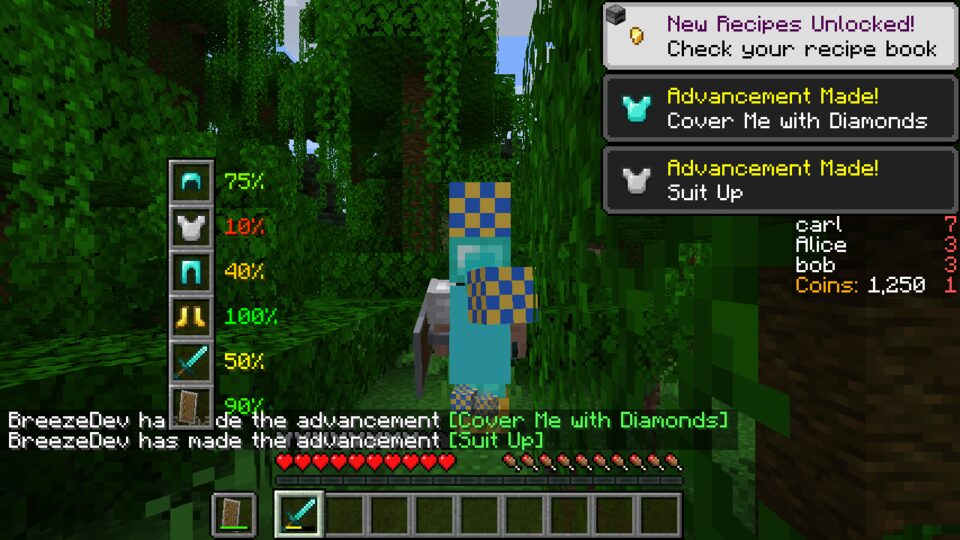 New Recipes Unlocked!
Check your recipe book
Advancement Made!
Cover Me with Diamonds
Advancement Made!
Suit Up
carl 7
Alice 3
bob 3
Coins: 1,250 1
75%
10%
40%
100%
50%
90%
BreezeDev ha de the advancement [Cover Me with Diamonds]
BreezeDev has made the advancement [Suit Up]